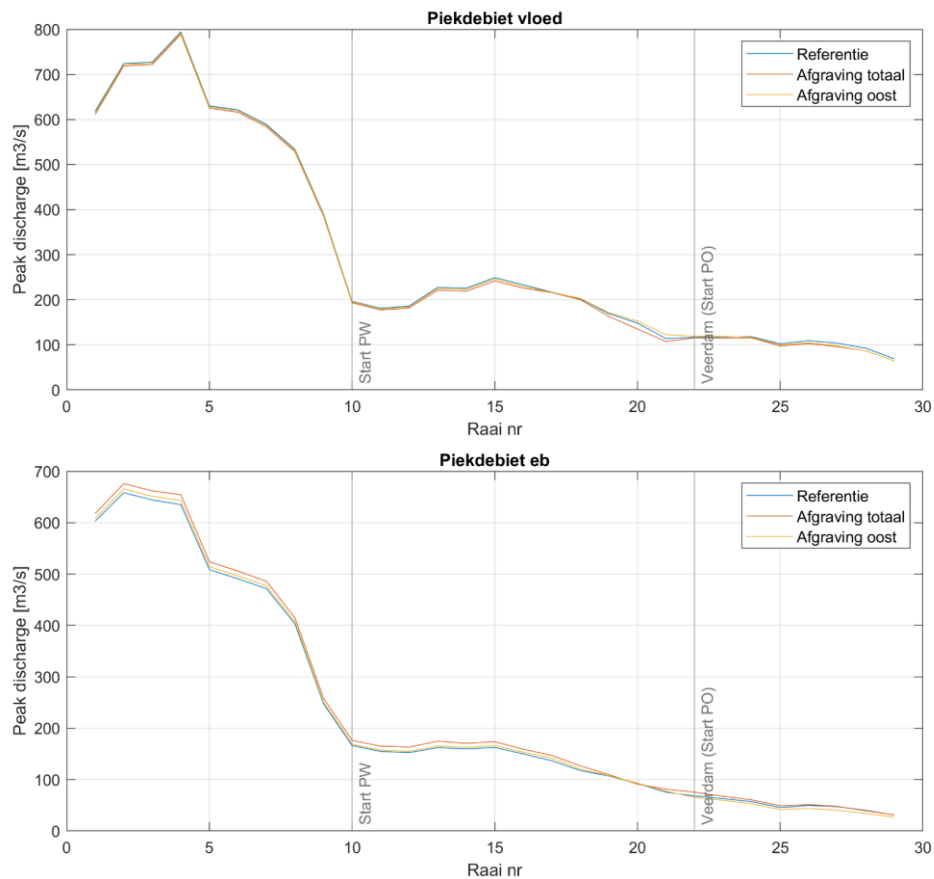 Piekdebiet vloed
800
700
600
500
400
300
200
100
0
Peak discharge [m3/s]
Referentie
Afgraving totaal
Afgraving oost
Start PW
Veerdam (Start PO)
0 5 10 15 20 25 30
Raai nr
Piekdebiet eb
700
600
500
400
300
200
100
0
Peak discharge [m3/s]
Referentie
Afgraving totaal
Afgraving oost
Start PW
Veerdam (Start PO)
0 5 10 15 20 25 30
Raai nr